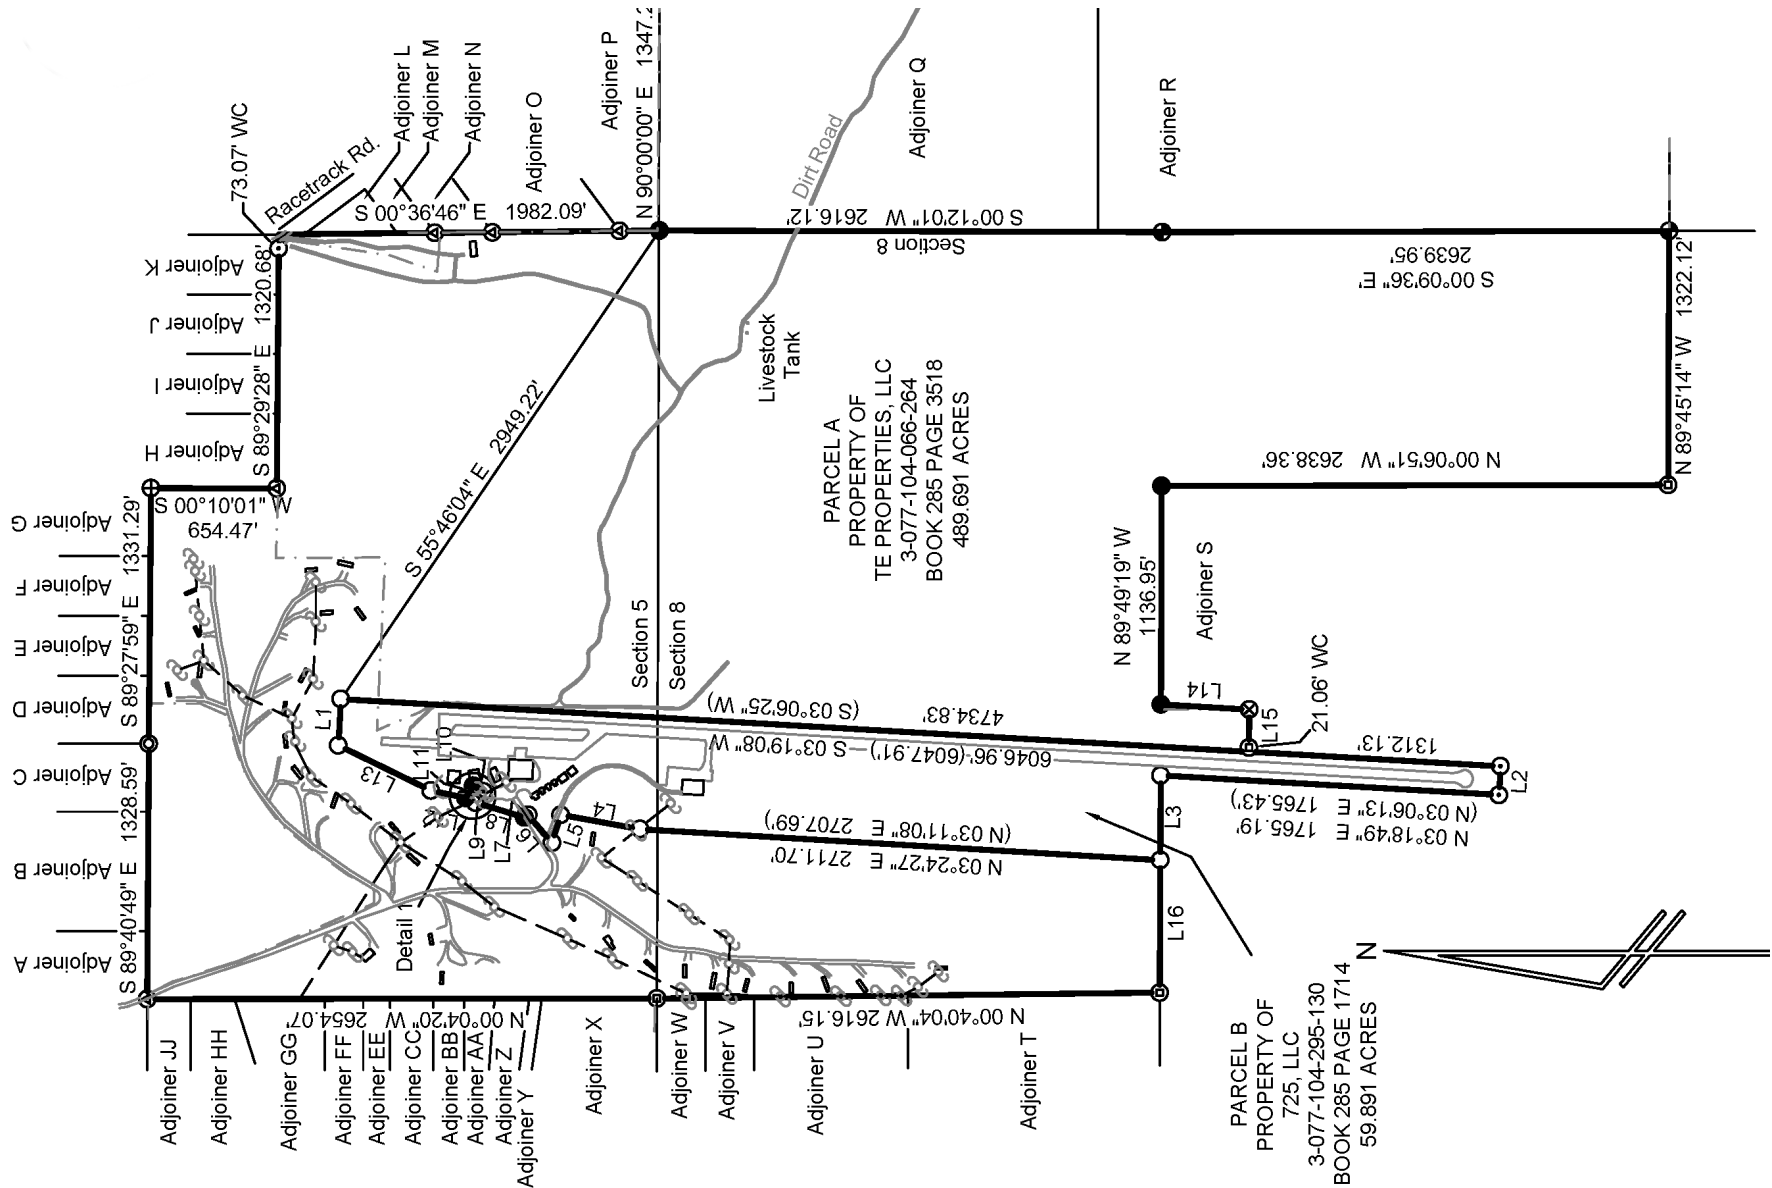 Adjoiner A
Adjoiner B
Adjoiner C
Adjoiner D
Adjoiner E
Adjoiner F
Adjoiner G
S 89°40'49" E 1328.59'
S 89°27'59" E 1331.29'
S 00°10'01" W
654.47'
Adjoiner H
Adjoiner I
Adjoiner J
Adjoiner K
S 89°29'28" E 1320.68'
73.07' WC
Racetrack Rd.
Adjoiner L
Adjoiner M
Adjoiner N
S 00°36'46" E 1982.09'
Adjoiner O
Adjoiner P
N 90°00'00" E 1347.2
Dirt Road
Adjoiner Q
Adjoiner R
S 00°12'01" W 2616.12'
Section 8
S 00°09'36" E'
2639.95'
N 89°45'14" W 1322.12'
N 00°06'51" W 2638.36'
N 89°49'19" W
1136.95'
Adjoiner S
L14
L15
21.06' WC
S 55°46'04" E 2949.22'
Livestock
Tank
PARCEL A
PROPERTY OF
TE PROPERTIES, LLC
3-077-104-066-264
BOOK 285 PAGE 3518
489.691 ACRES
Section 5
Section 8
L1
L13
L11
L10
L9
L8
L7
L5
L4
Detail 1
(S 03°06'25" W)
4734.83'
S 03°19'08" W
6046.96'(6047.91')
1312.13'
L2
L3
L16
(N 03°06'13" E 1765.43')
N 03°18'49" E 1765.19'
(N 03°11'08" E 2707.69')
N 03°24'27" E 2711.70'
N 00°04'20" W 2654.07'
N 00°40'04" W 2616.15'
Adjoiner JJ
Adjoiner HH
Adjoiner GG
Adjoiner FF
Adjoiner EE
Adjoiner CC
Adjoiner BB
Adjoiner AA
Adjoiner Z
Adjoiner Y
Adjoiner X
Adjoiner W
Adjoiner V
Adjoiner U
Adjoiner T
PARCEL B
PROPERTY OF
725, LLC
3-077-104-295-130
BOOK 285 PAGE 1714
59.891 ACRES
N